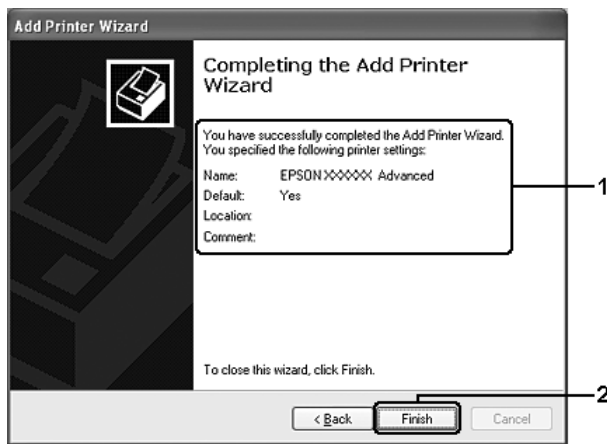 Add Printer Wizard
Completing the Add Printer
Wizard
You have successfully completed the Add Printer Wizard.
You specified the following printer settings:
Name: EPSON XXXXXX Advanced
Default: Yes
Location:
Comment:
1
To close this wizard, click Finish.
2
< Back Finish Cancel